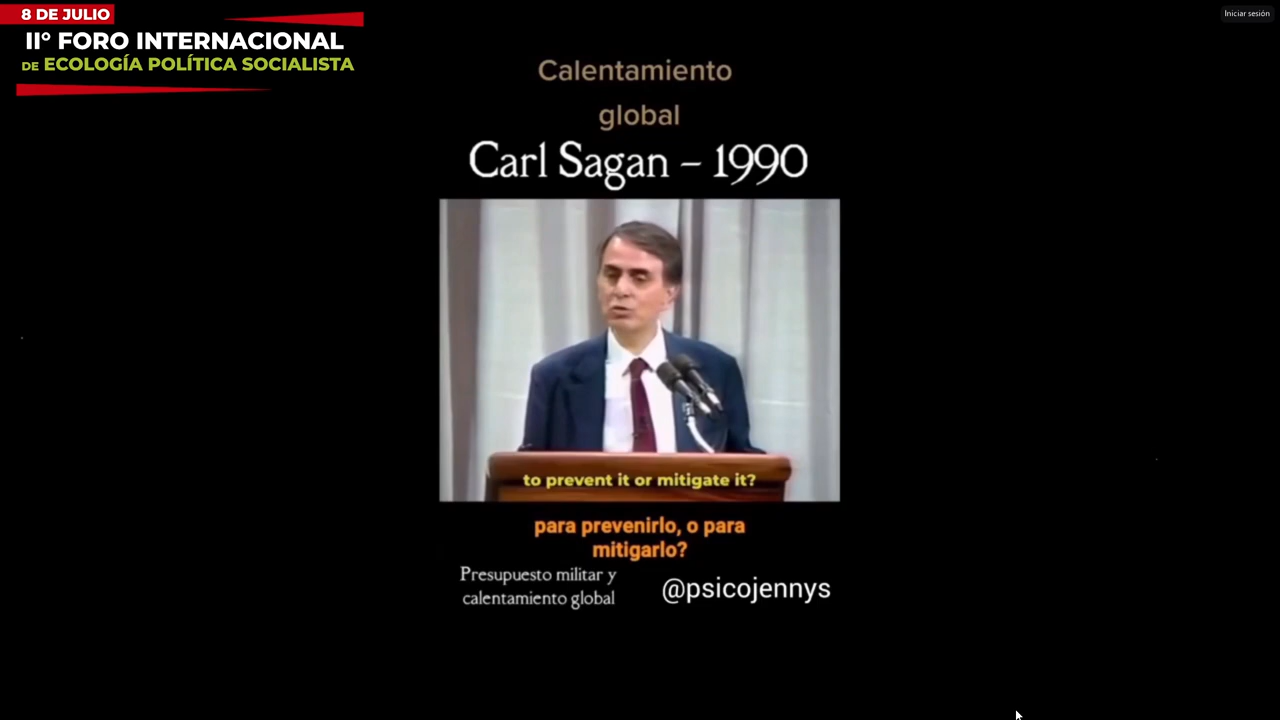 8 DE JULIO
IIº FORO INTERNACIONAL
DE ECOLOGÍA POLÍTICA SOCIALISTA
Iniciar sesión
Calentamiento
global
Carl Sagan – 1990
to prevent it or mitigate it?
para prevenirlo, o para
mitigarlo?
Presupuesto militar y
calentamiento global
@psicojennys